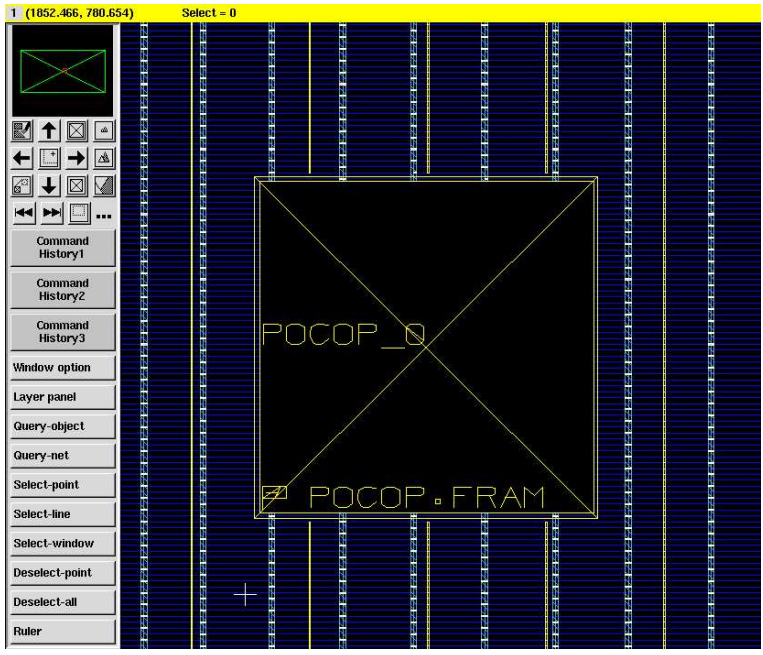 1 (1852.466, 780.654) Select = 0
...
Command
History1
Command
History2
Command
History3
Window option
Layer panel
Query-object
Query-net
Select-point
Select-line
Select-window
Deselect-point
Deselect-all
Ruler
POCOP_0
POCOP.FRAM